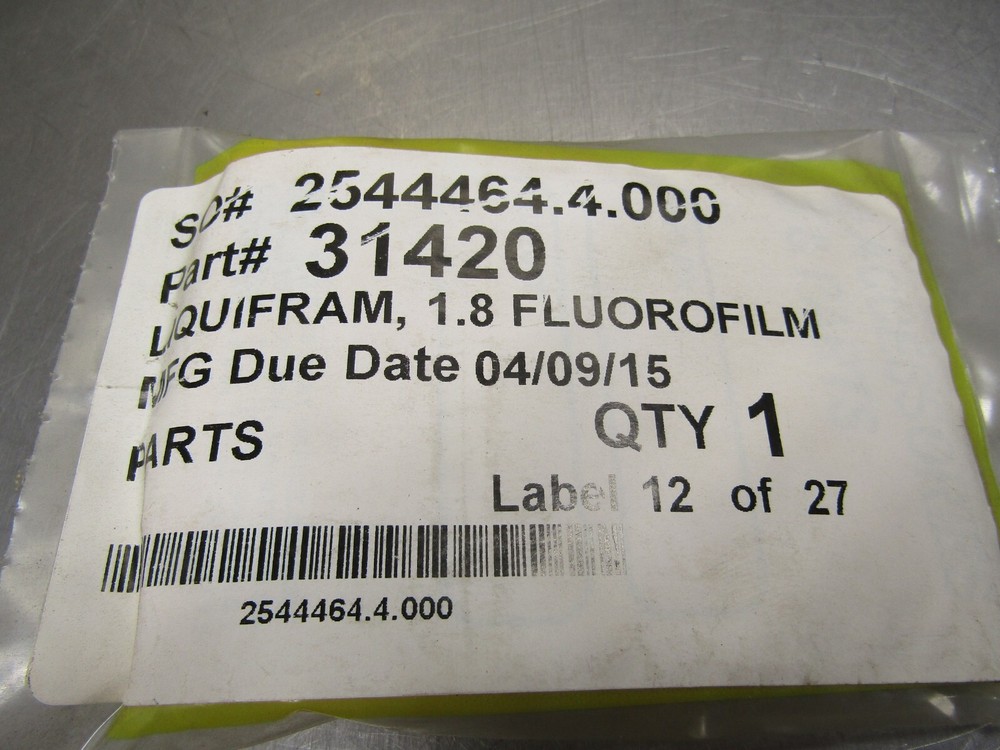 SO# 2544464.4.000
Part# 31420
LIQUIFRAM, 1.8 FLUOROFILM
MFG Due Date 04/09/15
PARTS QTY 1
Label 12 of 27
2544464.4.000